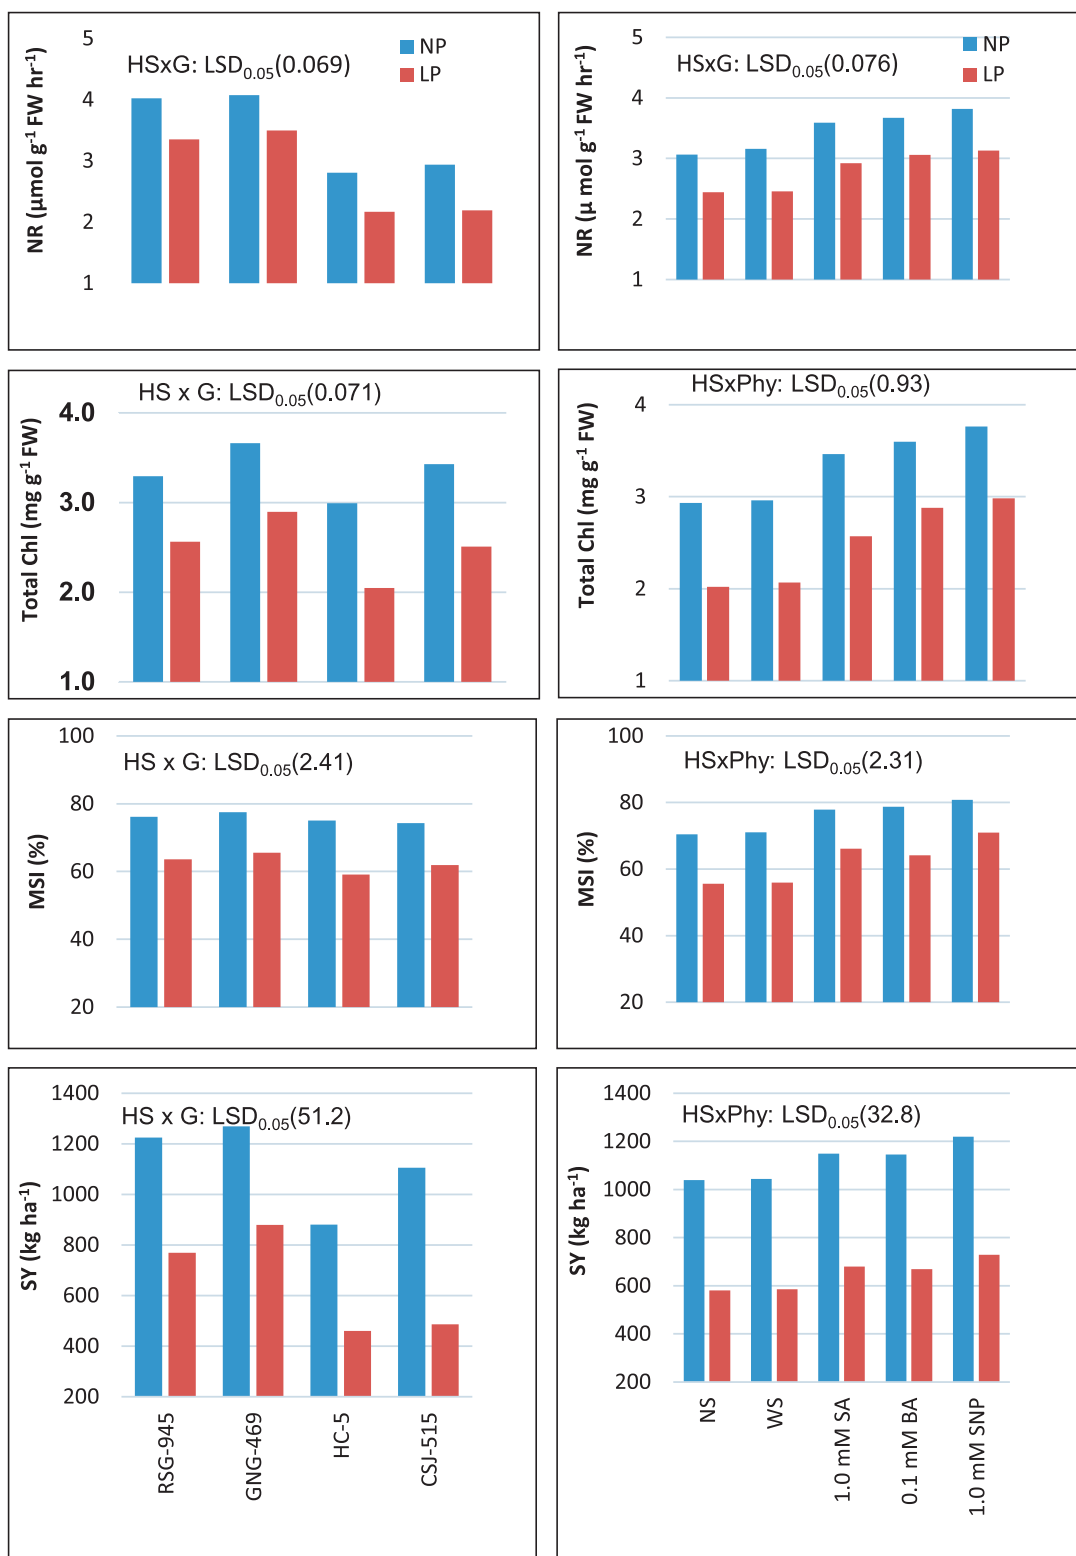 NR (µmol g⁻¹ FW hr⁻¹)
5
4
3
2
1
HSxG: LSD₀.₀₅(0.069)
NP
LP
NR (µ mol g⁻¹ FW hr⁻¹)
5
4
3
2
1
HSxG: LSD₀.₀₅(0.076)
NP
LP
Total Chl (mg g⁻¹ FW)
4.0
3.0
2.0
1.0
HS x G: LSD₀.₀₅(0.071)
Total Chl (mg g⁻¹ FW)
4
3
2
1
HSxPhy: LSD₀.₀₅(0.93)
MSI (%)
100
80
60
40
20
HS x G: LSD₀.₀₅(2.41)
MSI (%)
100
80
60
40
20
HSxPhy: LSD₀.₀₅(2.31)
SY (kg ha⁻¹)
1400
1200
1000
800
600
400
200
HS x G: LSD₀.₀₅(51.2)
RSG-945
GNG-469
HC-5
CSJ-515
SY (kg ha⁻¹)
1400
1200
1000
800
600
400
200
HSxPhy: LSD₀.₀₅(32.8)
NS
WS
1.0 mM SA
0.1 mM BA
1.0 mM SNP